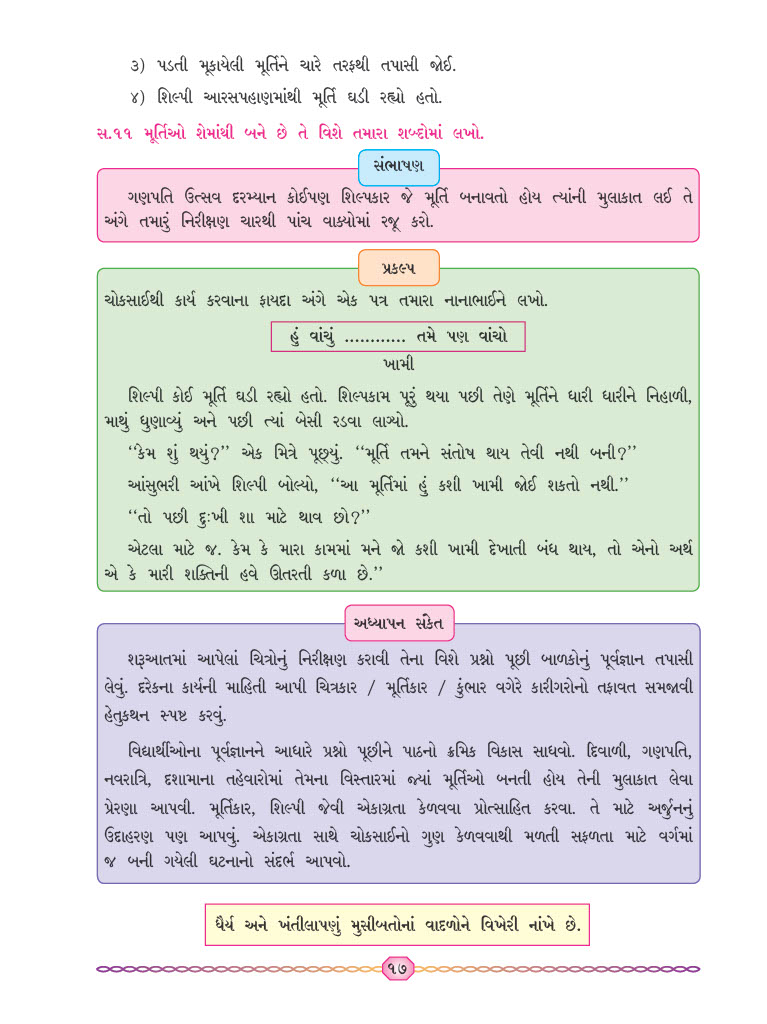 ૩) પડતી મૂકાયેલી મૂર્તિને ચારે તરફથી તપાસી જોઈ.
૪) શિલ્પી આરસપહાણમાંથી મૂર્તિ ઘડી રહ્યો હતો.
સ.૧૧ મૂર્તિઓ શેમાંથી બને છે તે વિશે તમારા શબ્દોમાં લખો.
સંભાષણ
ગણપતિ ઉત્સવ દરમ્યાન કોઈપણ શિલ્પકાર જે મૂર્તિ બનાવતો હોય ત્યાંની મુલાકાત લઈ તે
અંગે તમારું નિરીક્ષણ ચારથી પાંચ વાક્યોમાં રજૂ કરો.
પ્રકલ્પ
ચોકસાઈથી કાર્ય કરવાના ફાયદા અંગે એક પત્ર તમારા નાનાભાઈને લખો.
હું વાંચું ............ તમે પણ વાંચો
ખામી
શિલ્પી કોઈ મૂર્તિ ઘડી રહ્યો હતો. શિલ્પકામ પૂરું થયા પછી તેણે મૂર્તિને ધારી ધારીને નિહાળી,
માથું ધુણાવ્યું અને પછી ત્યાં બેસી રડવા લાગ્યો.
‘‘કેમ શું થયું?’’ એક મિત્રે પૂછ્યું. ‘‘મૂર્તિ તમને સંતોષ થાય તેવી નથી બની?’’
આંસુભરી આંખે શિલ્પી બોલ્યો, ‘‘આ મૂર્તિમાં હું કશી ખામી જોઈ શકતો નથી.’’
‘‘તો પછી દુઃખી શા માટે થાવ છો?’’
એટલા માટે જ. કેમ કે મારા કામમાં મને જો કશી ખામી દેખાતી બંધ થાય, તો એનો અર્થ
એ કે મારી શક્તિની હવે ઊતરતી કળા છે.’’
અધ્યાપન સંકેત
શરૂઆતમાં આપેલાં ચિત્રોનું નિરીક્ષણ કરાવી તેના વિશે પ્રશ્નો પૂછી બાળકોનું પૂર્વજ્ઞાન તપાસી
લેવું. દરેકના કાર્યની માહિતી આપી ચિત્રકાર / મૂર્તિકાર / કુંભાર વગેરે કારીગરોનો તફાવત સમજાવી
હેતુકથન સ્પષ્ટ કરવું.
વિદ્યાર્થીઓના પૂર્વજ્ઞાનને આધારે પ્રશ્નો પૂછીને પાઠનો ક્રમિક વિકાસ સાધવો. દિવાળી, ગણપતિ,
નવરાત્રિ, દશામાના તહેવારોમાં તેમના વિસ્તારમાં જ્યાં મૂર્તિઓ બનતી હોય તેની મુલાકાત લેવા
પ્રેરણા આપવી. મૂર્તિકાર, શિલ્પી જેવી એકાગ્રતા કેળવવા પ્રોત્સાહિત કરવા. તે માટે અર્જુનનું
ઉદાહરણ પણ આપવું. એકાગ્રતા સાથે ચોકસાઈનો ગુણ કેળવવાથી મળતી સફળતા માટે વર્ગમાં
જ બની ગયેલી ઘટનાનો સંદર્ભ આપવો.
ધૈર્ય અને ખંતીલાપણું મુસીબતોનાં વાદળોને વિખેરી નાંખે છે.
૧૭